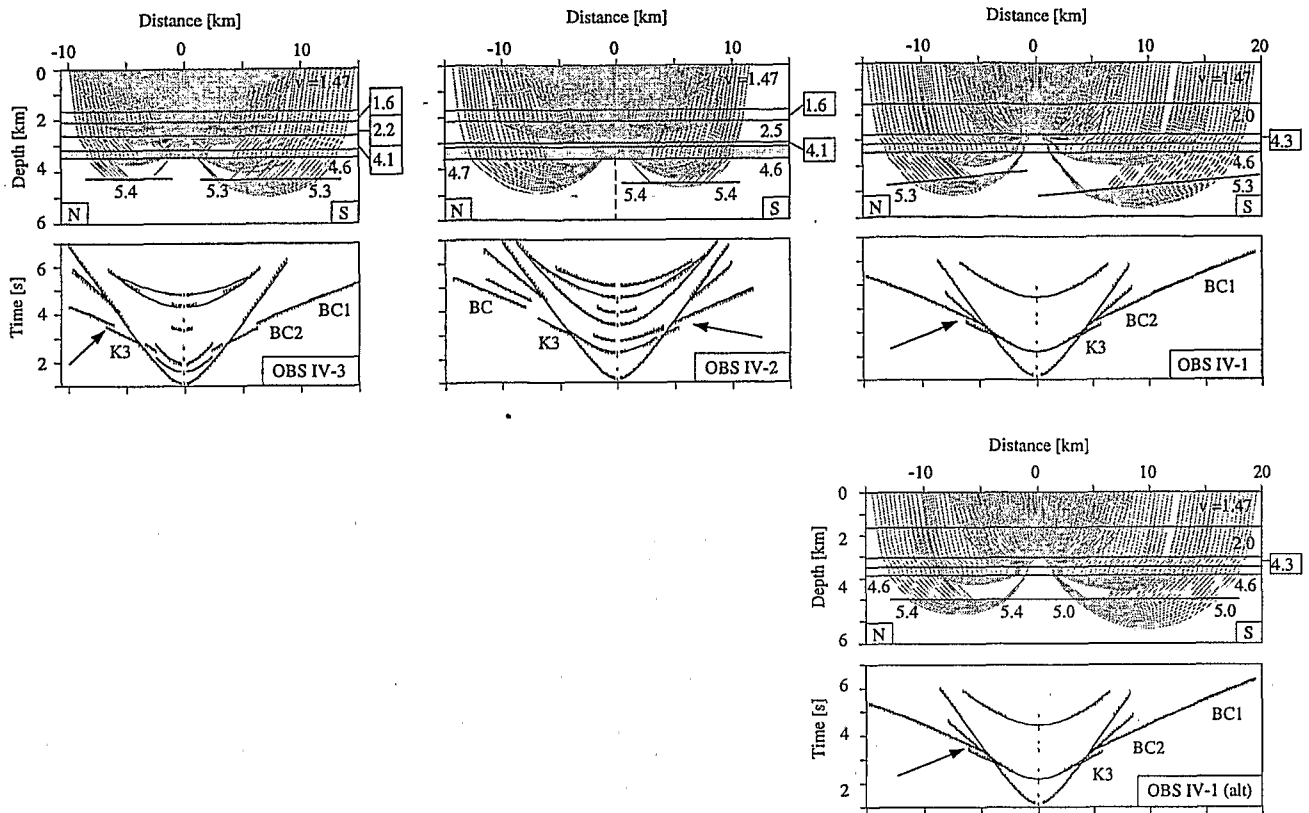 Distance [km]
Distance [km]
Distance [km]
-10 0 10
-10 0 10
-10 0 10 20
Depth [km]
0
2
4
6
v=1.47
1.6
2.2
4.1
4.6
5.4
5.3
5.3
N
S
v=1.47
1.6
2.5
4.1
4.7
4.6
5.4
5.4
N
S
v=1.47
2.0
4.3
4.6
5.3
5.3
N
S
Time [s]
6
4
2
BC1
BC2
K3
OBS IV-3
BC
K3
OBS IV-2
BC1
BC2
K3
OBS IV-1
Distance [km]
-10 0 10 20
Depth [km]
0
2
4
6
v=1.47
2.0
4.3
4.6
4.6
5.4
5.4
5.0
5.0
N
S
Time [s]
6
4
2
BC1
BC2
K3
OBS IV-1 (alt)